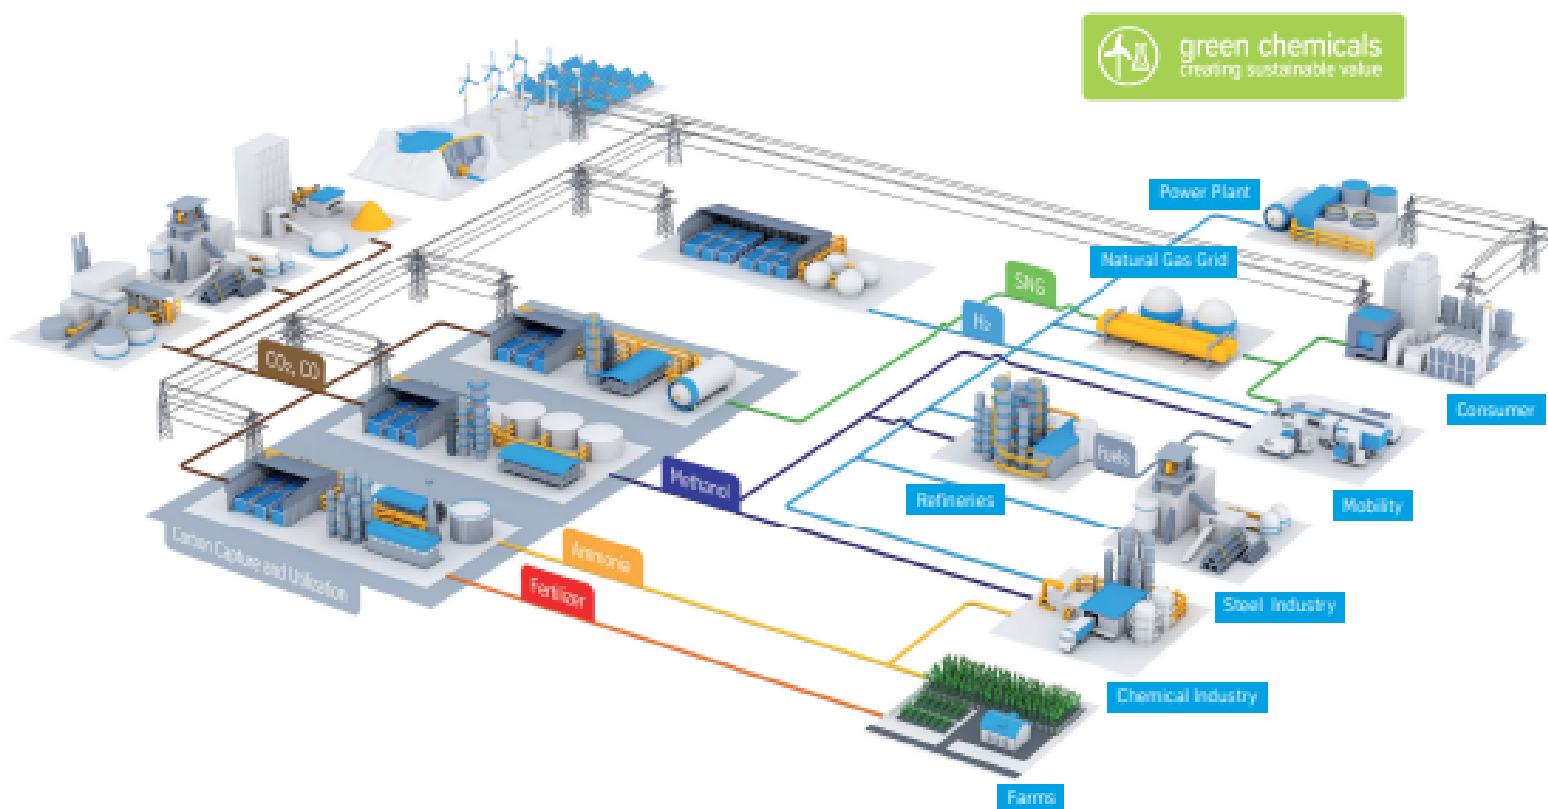 green chemicals
creating sustainable value
Power Plant
Natural Gas Grid
SNG
H₂
CO₂, CO
Consumer
Fuels
Methanol
Refineries
Mobility
Ammonia
Carbon Capture and Utilization
Fertilizer
Steel Industry
Chemical Industry
Farms